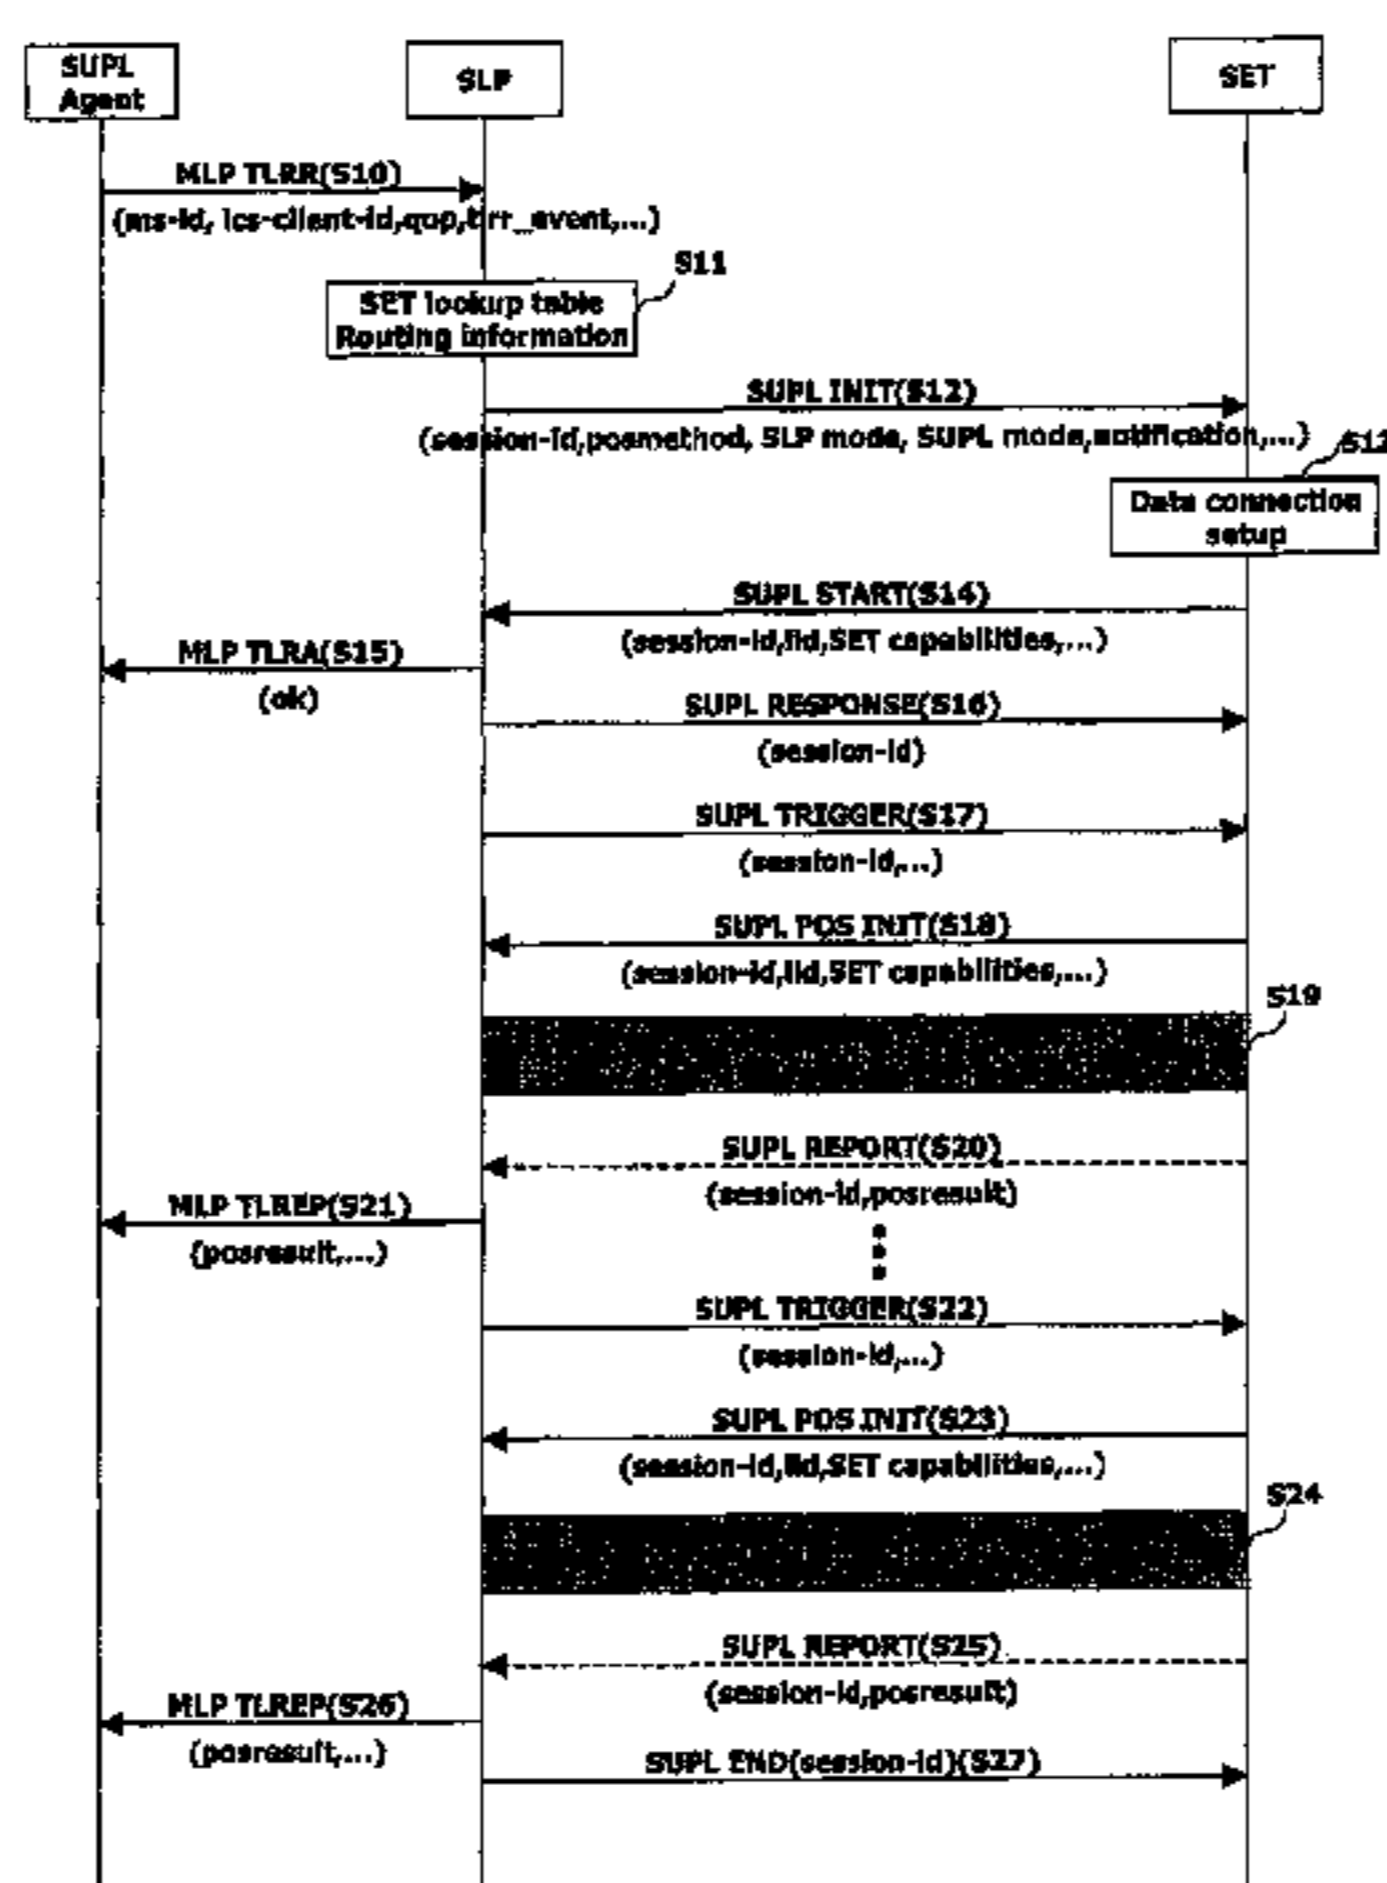 SUPL
Agent
SLP
SET
MLP TLRR(S10)
(ms-id, lcs-client-id,qop,tlrr_event,...)
S11
SET lookup table
Routing information
SUPL INIT(S12)
(session-id,posmethod, SLP mode, SUPL mode,notification,...)
Data connection
setup
SUPL START(S14)
(session-id,lid,SET capabilities,...)
MLP TLRA(S15)
(ok)
SUPL RESPONSE(S16)
(session-id)
SUPL TRIGGER(S17)
(session-id,...)
SUPL POS INIT(S18)
(session-id,lid,SET capabilities,...)
S19
SUPL REPORT(S20)
(session-id,posresult)
MLP TLREP(S21)
(posresult,...)
SUPL TRIGGER(S22)
(session-id,...)
SUPL POS INIT(S23)
(session-id,lid,SET capabilities,...)
S24
SUPL REPORT(S25)
(session-id,posresult)
MLP TLREP(S26)
(posresult,...)
SUPL END(session-id)(S27)